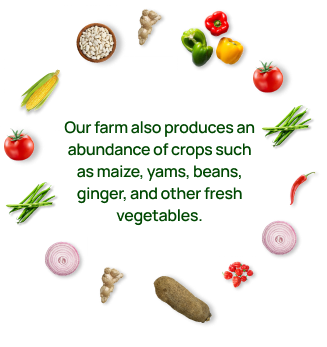 Our farm also produces an
abundance of crops such
as maize, yams, beans,
ginger, and other fresh
vegetables.